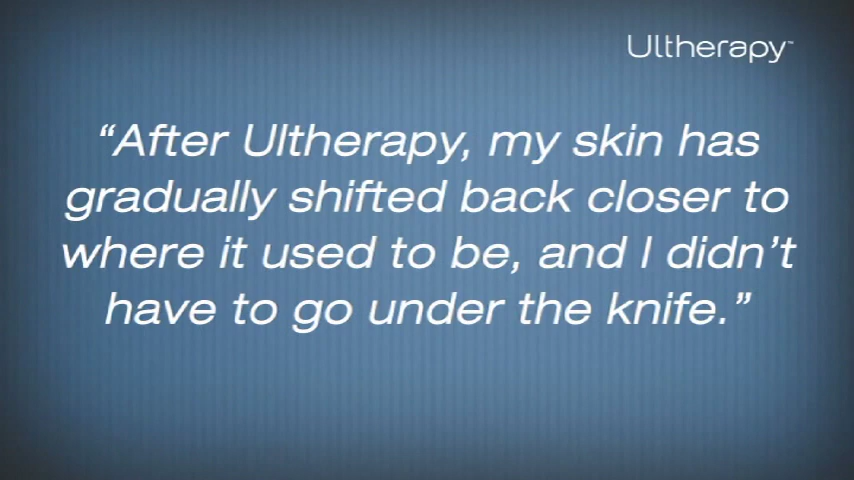 Ultherapy™
“After Ultherapy, my skin has
gradually shifted back closer to
where it used to be, and I didn’t
have to go under the knife.”